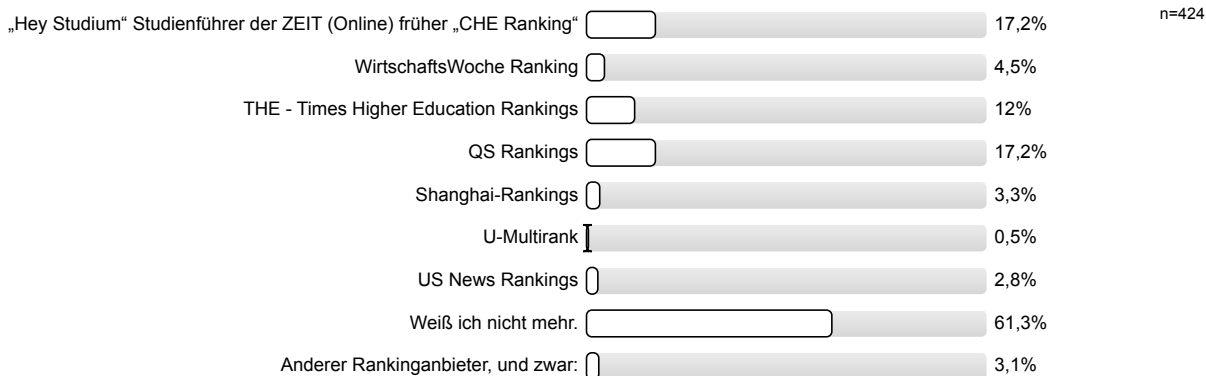 „Hey Studium“ Studienführer der ZEIT (Online) früher „CHE Ranking“ 17,2% n=424
WirtschaftsWoche Ranking 4,5%
THE - Times Higher Education Rankings 12%
QS Rankings 17,2%
Shanghai-Rankings 3,3%
U-Multirank 0,5%
US News Rankings 2,8%
Weiß ich nicht mehr. 61,3%
Anderer Rankinganbieter, und zwar: 3,1%